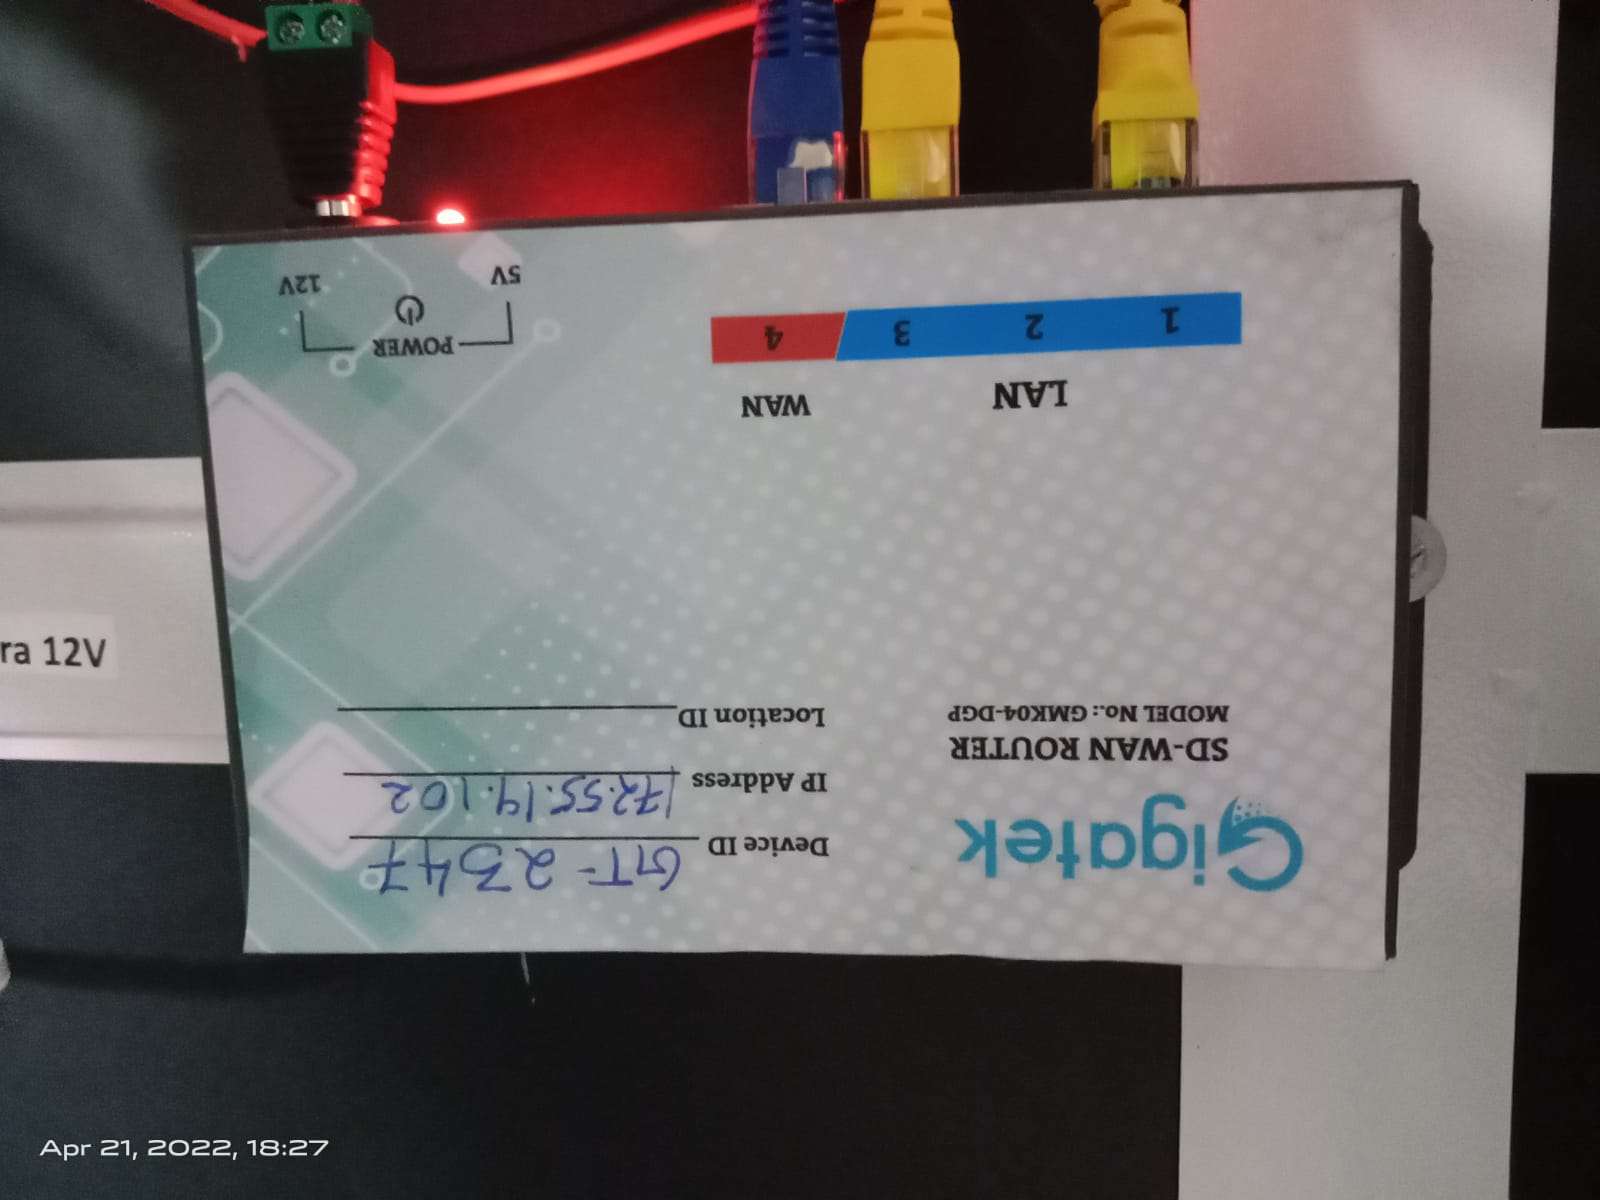 Gigatek
SD-WAN ROUTER
MODEL No.: GMK04-DGP
Device ID GTT-2347
IP Address 172.55.19.102
Location ID
LAN
WAN
1 2 3 4
POWER
5V 12V
ra 12V
Apr 21, 2022, 18:27